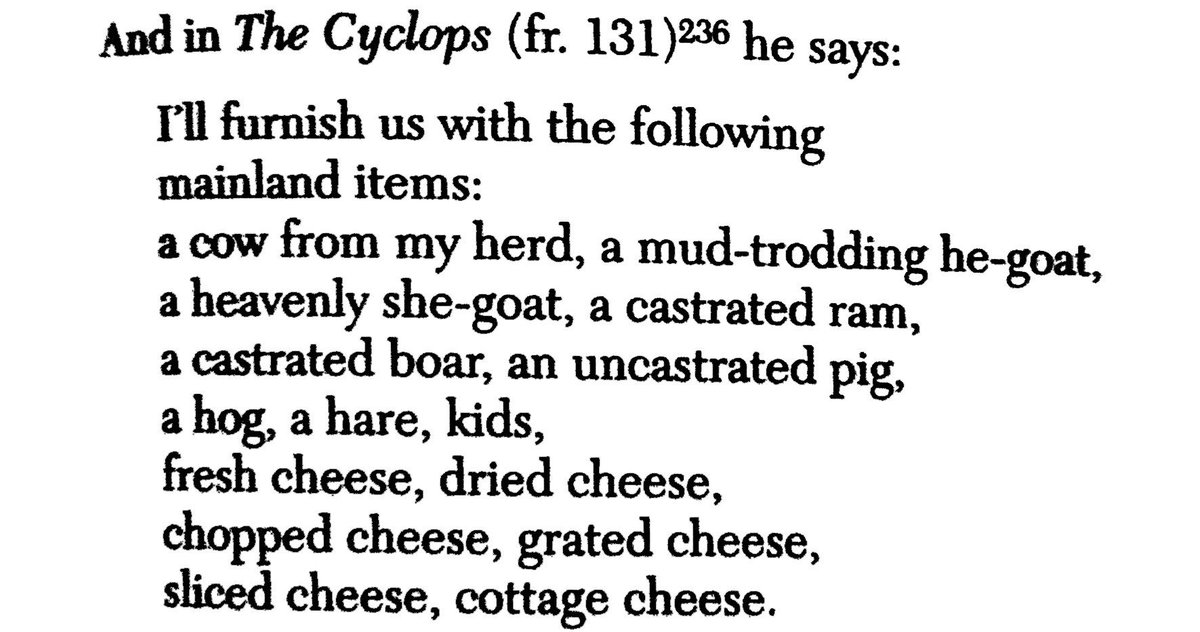 And in The Cyclops (fr. 131)²³⁶ he says:
I'll furnish us with the following
mainland items:
a cow from my herd, a mud-trodding he-goat,
a heavenly she-goat, a castrated ram,
a castrated boar, an uncastrated pig,
a hog, a hare, kids,
fresh cheese, dried cheese,
chopped cheese, grated cheese,
sliced cheese, cottage cheese.